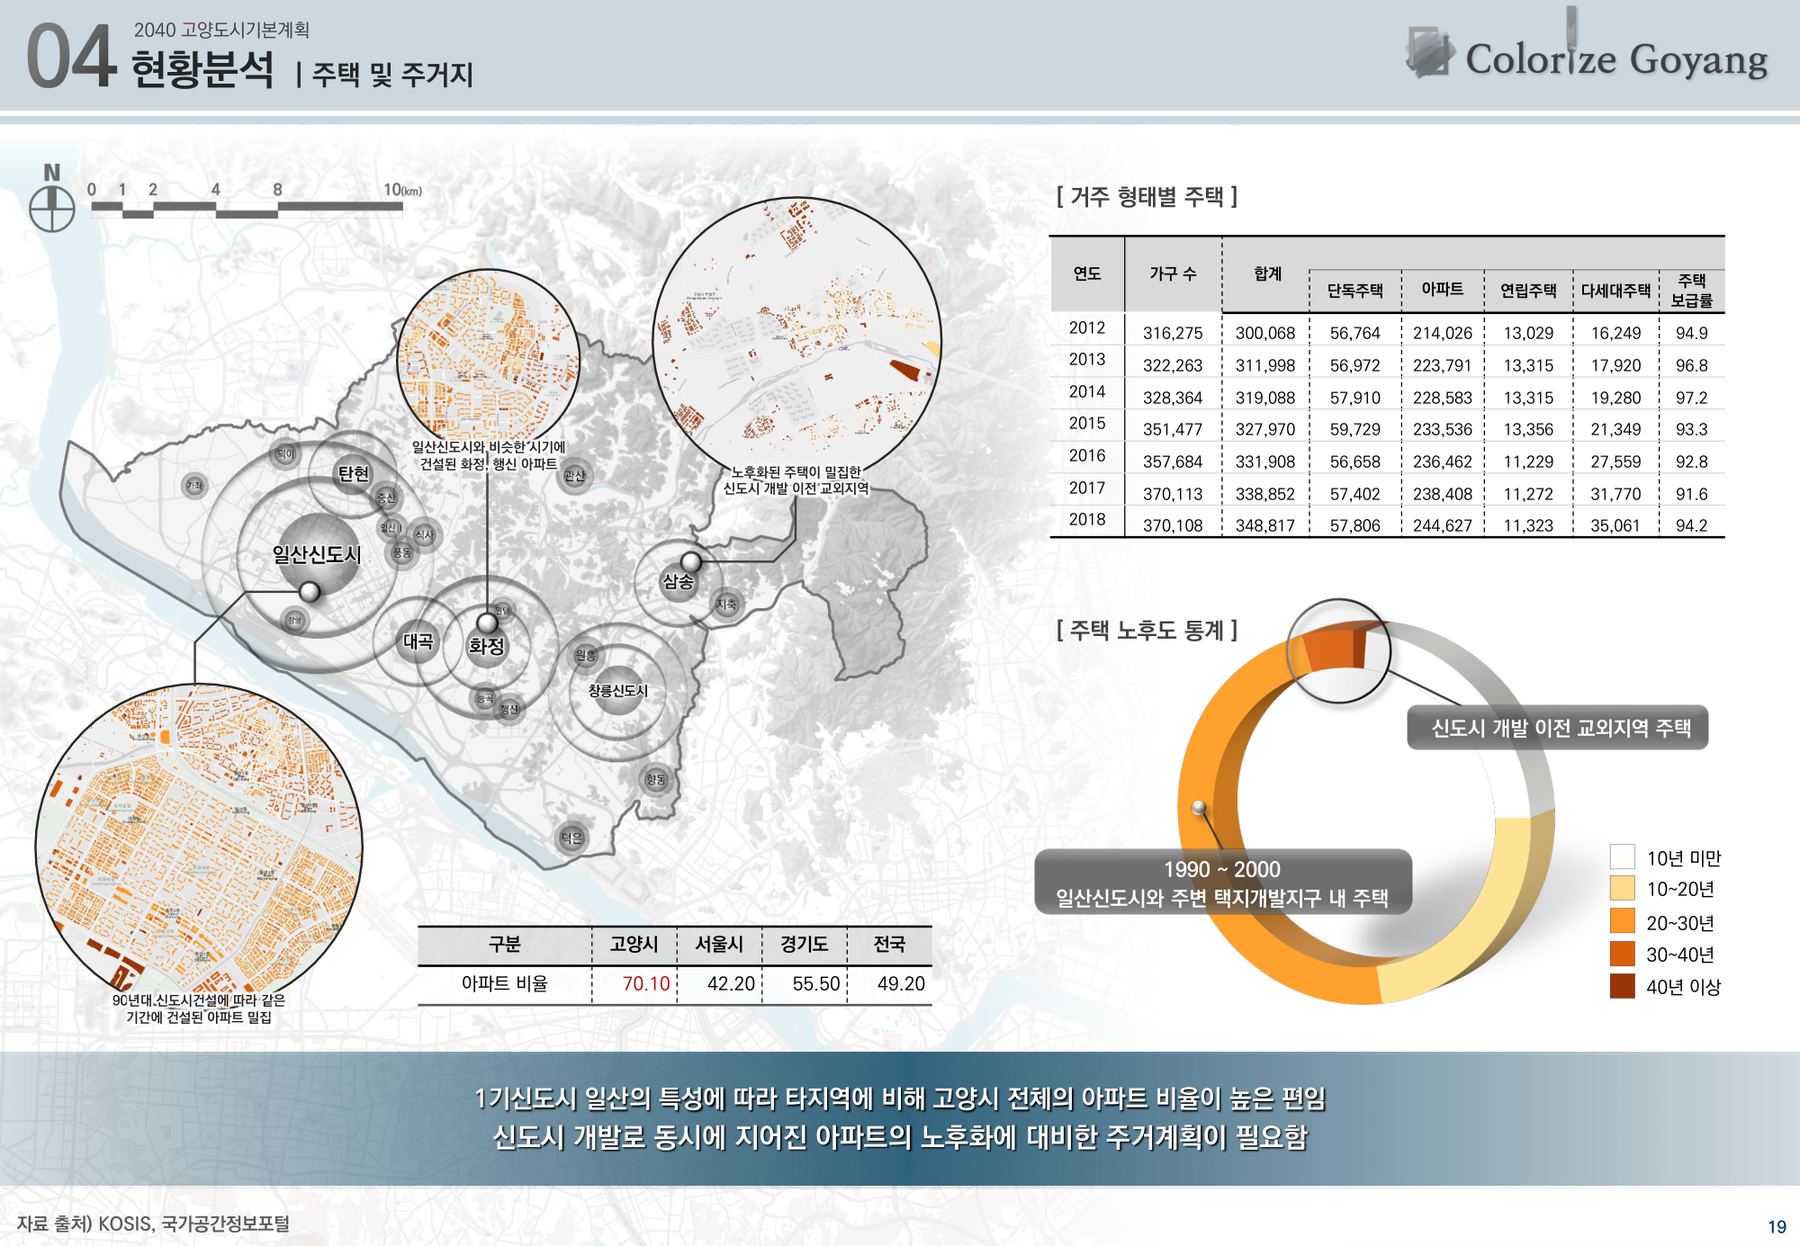 04
2040 고양도시기본계획
현황분석 | 주택 및 주거지
Colorize Goyang
N
0 1 2 4 8 10(km)
일산신도시와 비슷한 시기에
건설된 화정, 행신 아파트
노후화된 주택이 밀집한
신도시 개발 이전 교외지역
덕이
탄현
가좌
중산
관산
일산
식사
풍동
일산신도시
장항
대곡
화정
원당
능곡
행신
삼송
지축
원흥
창릉신도시
향동
덕은
90년대 신도시건설에 따라 같은
기간에 건설된 아파트 밀집
구분 고양시 서울시 경기도 전국
아파트 비율 70.10 42.20 55.50 49.20
[ 거주 형태별 주택 ]
연도 가구 수 합계 단독주택 아파트 연립주택 다세대주택 주택
보급률
2012 316,275 300,068 56,764 214,026 13,029 16,249 94.9
2013 322,263 311,998 56,972 223,791 13,315 17,920 96.8
2014 328,364 319,088 57,910 228,583 13,315 19,280 97.2
2015 351,477 327,970 59,729 233,536 13,356 21,349 93.3
2016 357,684 331,908 56,658 236,462 11,229 27,559 92.8
2017 370,113 338,852 57,402 238,408 11,272 31,770 91.6
2018 370,108 348,817 57,806 244,627 11,323 35,061 94.2
[ 주택 노후도 통계 ]
신도시 개발 이전 교외지역 주택
1990 ~ 2000
일산신도시와 주변 택지개발지구 내 주택
10년 미만
10~20년
20~30년
30~40년
40년 이상
1기신도시 일산의 특성에 따라 타지역에 비해 고양시 전체의 아파트 비율이 높은 편임
신도시 개발로 동시에 지어진 아파트의 노후화에 대비한 주거계획이 필요함
자료 출처) KOSIS, 국가공간정보포털
19